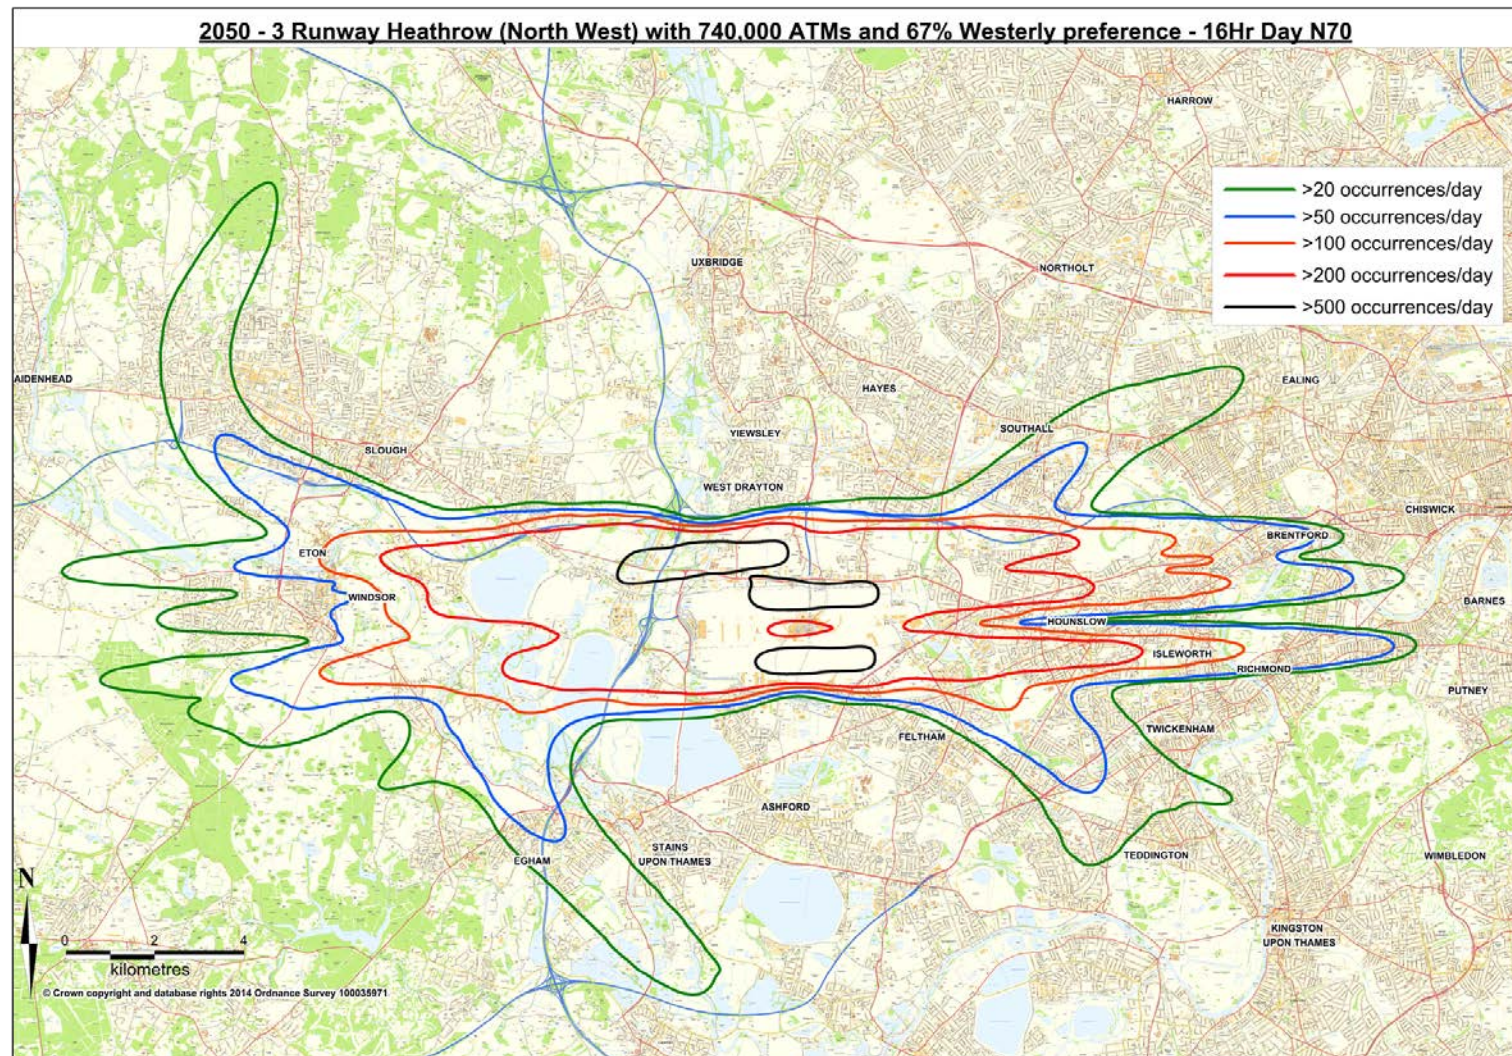 2050 - 3 Runway Heathrow (North West) with 740,000 ATMs and 67% Westerly preference - 16Hr Day N70
HARROW
>20 occurrences/day
>50 occurrences/day
>100 occurrences/day
>200 occurrences/day
>500 occurrences/day
UXBRIDGE
NORTHOLT
AIDENHEAD
HAYES
EALING
YIEWSLEY
SOUTHALL
SLOUGH
WEST DRAYTON
CHISWICK
BRENTFORD
ETON
WINDSOR
BARNES
HOUNSLOW
ISLEWORTH
RICHMOND
PUTNEY
TWICKENHAM
FELTHAM
ASHFORD
STAINS
UPON THAMES
EGHAM
TEDDINGTON
WIMBLEDON
N
KINGSTON
UPON THAMES
0 2 4
kilometres
© Crown copyright and database rights 2014 Ordnance Survey 100035971